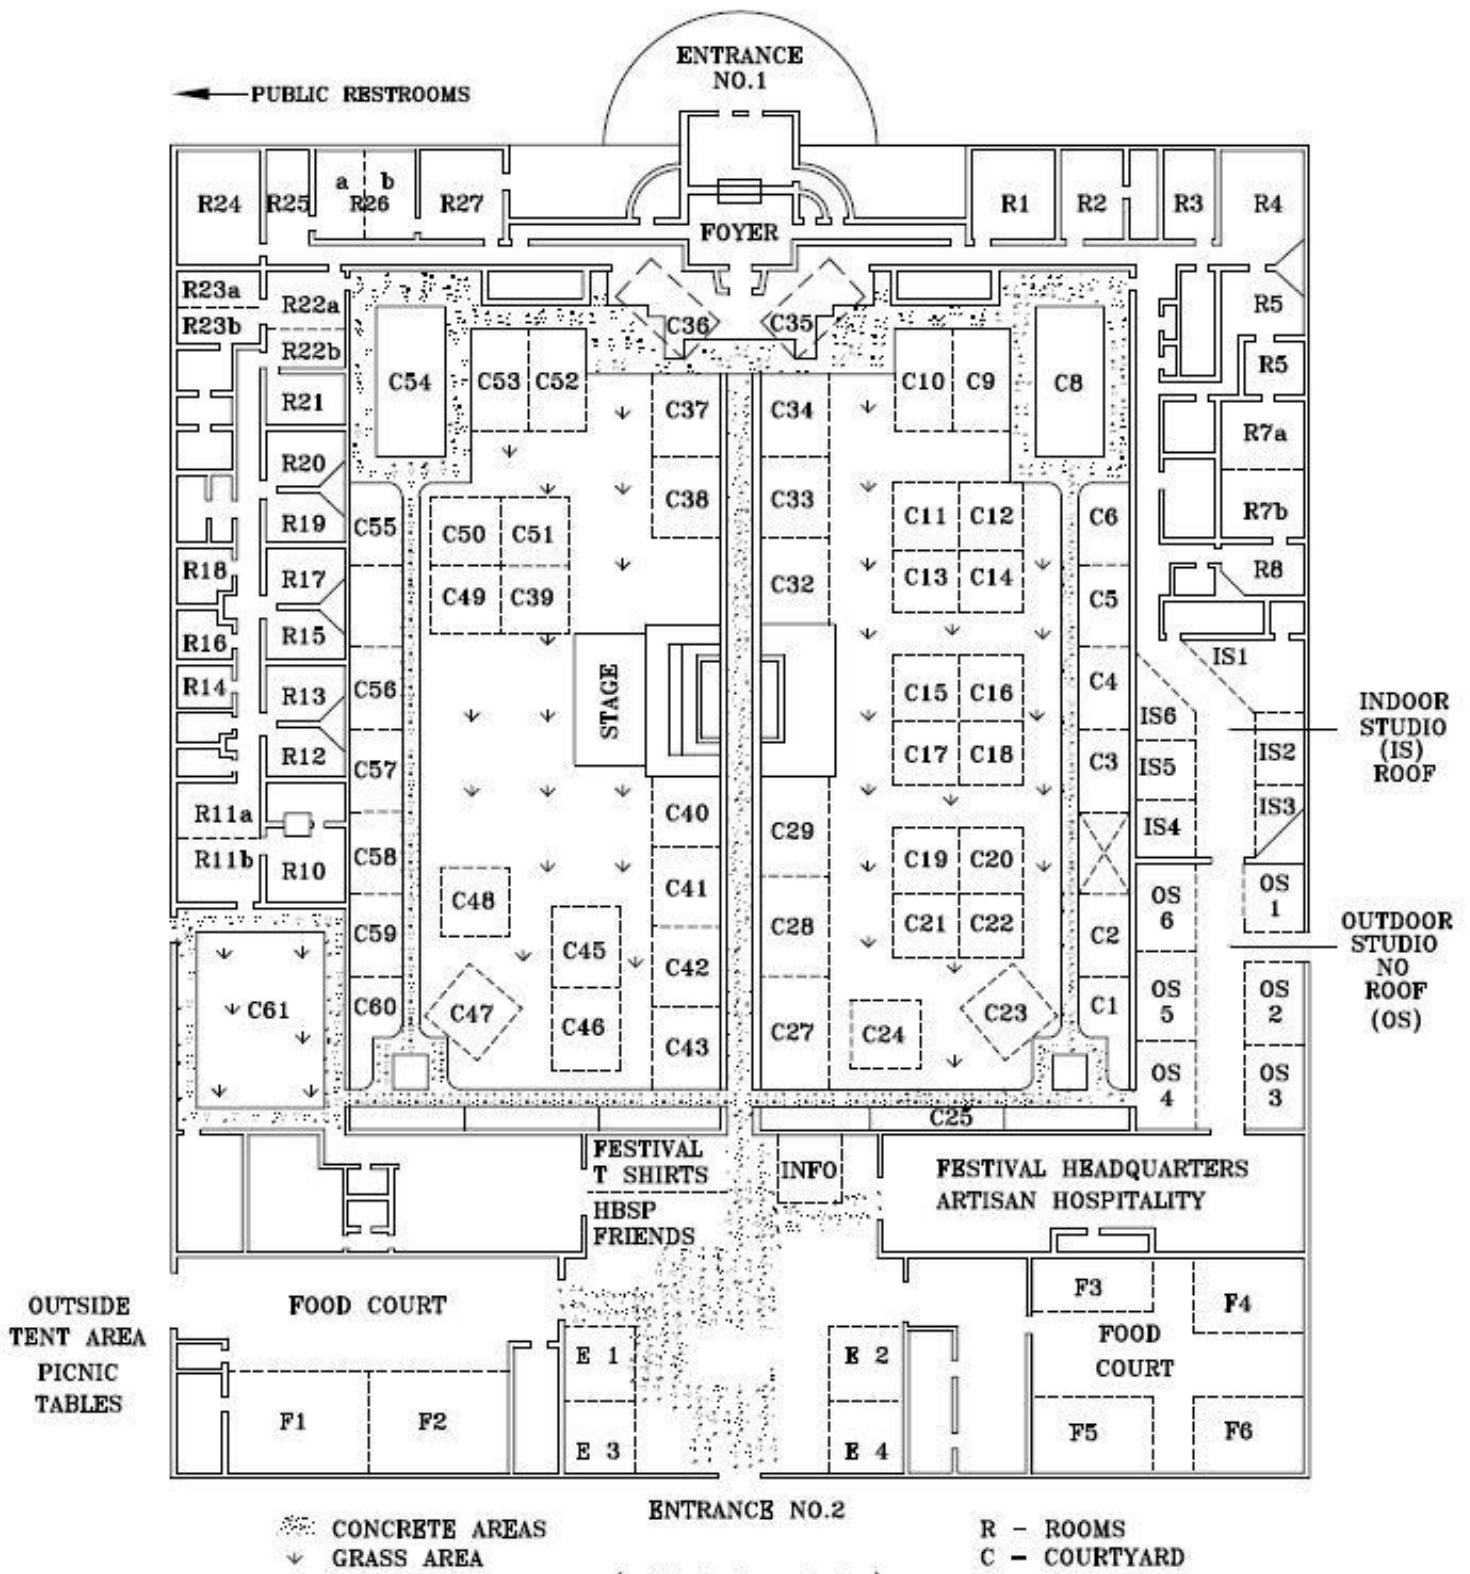 ENTRANCE
NO.1
PUBLIC RESTROOMS
R24
R25
a b
R26
R27
FOYER
R1
R2
R3
R4
R23a
R23b
R22a
R22b
R5
R5
C36
C35
C54
C53
C52
C37
C34
C10
C9
C8
R21
R7a
R20
R19
C38
C33
R7b
C55
C50
C51
C11
C12
C6
R18
R17
C49
C39
C32
C13
C14
C5
R8
R16
R15
IS1
R14
R13
C56
STAGE
C15
C16
C4
IS6
INDOOR
STUDIO
(IS)
ROOF
R12
C57
C17
C18
C3
IS5
IS2
R11a
C40
C29
IS4
IS3
R11b
R10
C58
C19
C20
C48
C41
OS
6
OS
1
C59
C45
C42
C28
C21
C22
C2
OUTDOOR
STUDIO
NO
ROOF
(OS)
C61
C60
C47
C46
C43
C27
C24
C23
C1
OS
5
OS
2
OS
4
OS
3
C25
FESTIVAL
T SHIRTS
INFO
FESTIVAL HEADQUARTERS
ARTISAN HOSPITALITY
HBSP
FRIENDS
OUTSIDE
TENT AREA
PICNIC
TABLES
FOOD COURT
F3
F4
FOOD
COURT
E 1
E 2
F1
F2
E 3
E 4
F5
F6
ENTRANCE NO.2
CONCRETE AREAS
GRASS AREA
R - ROOMS
C - COURTYARD